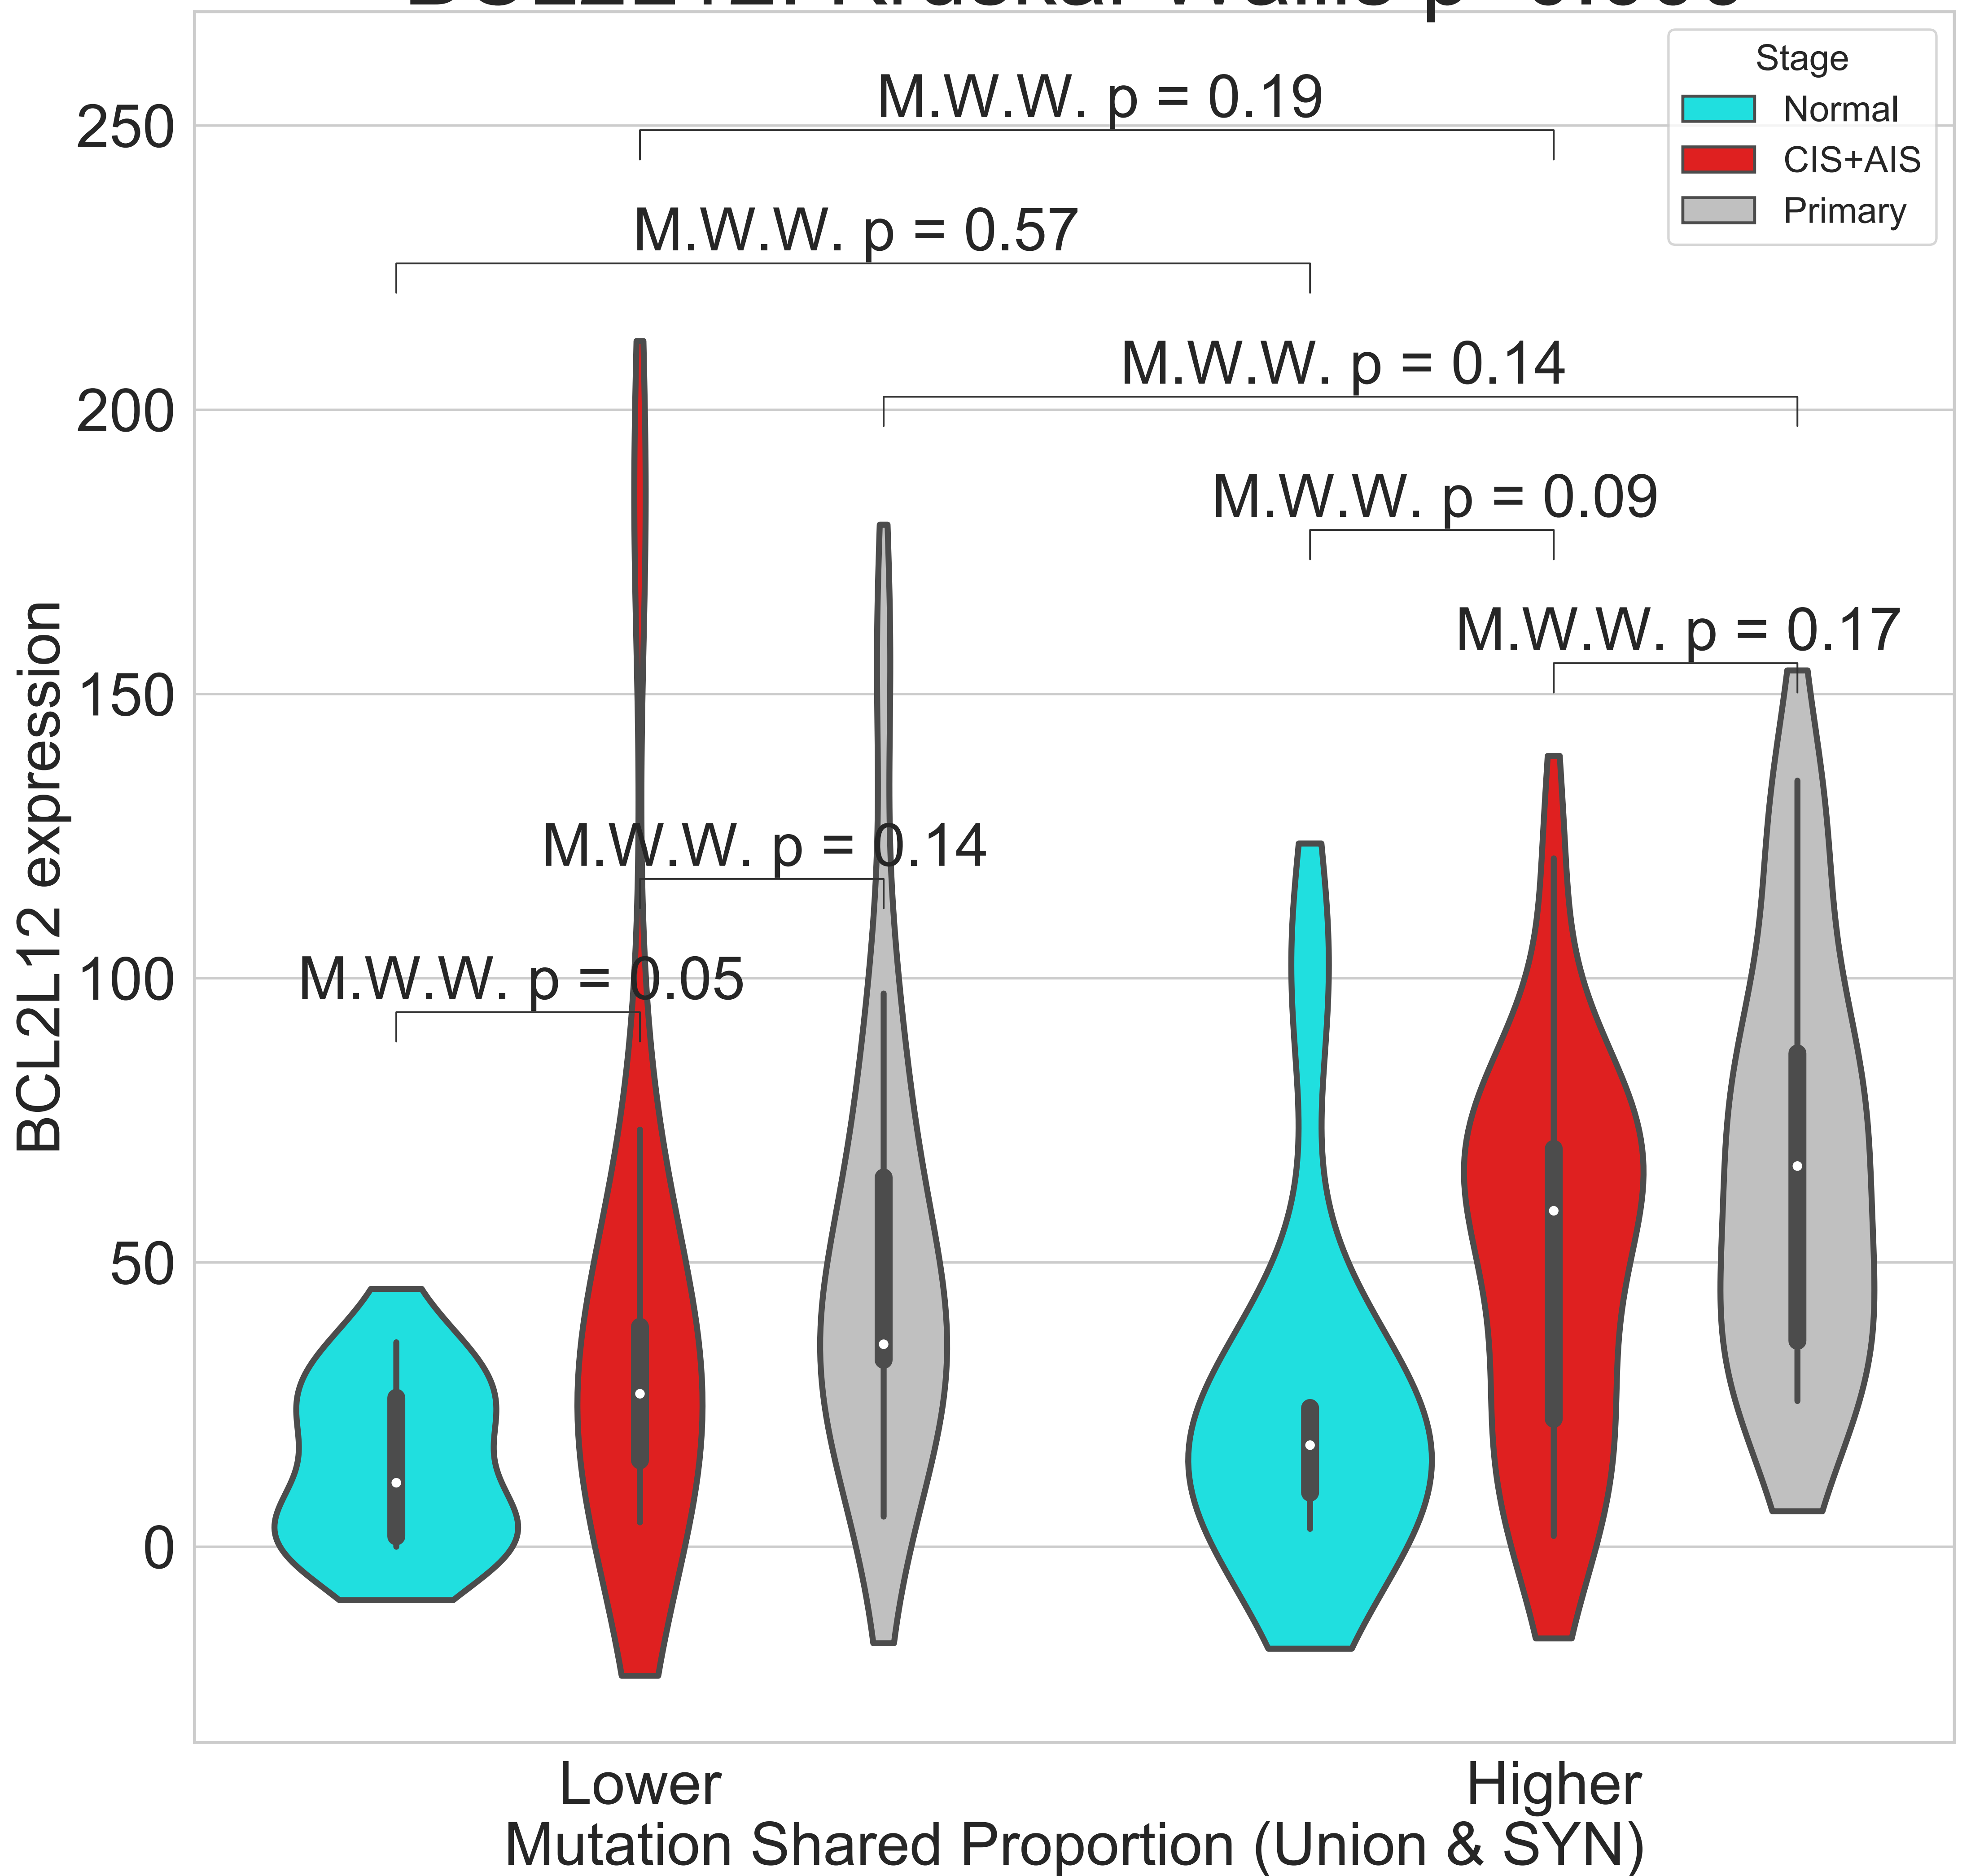 M.W.W. p = 0.19
M.W.W. p = 0.57
M.W.W. p = 0.14
M.W.W. p = 0.09
M.W.W. p = 0.17
M.W.W. p = 0.14
M.W.W. p = 0.05
Stage
Normal
CIS+AIS
Primary
250
200
150
100
50
0
BCL2L12 expression
Lower
Higher
Mutation Shared Proportion (Union & SYN)